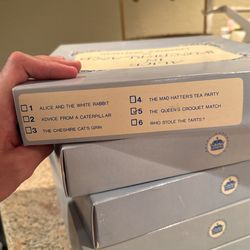 1 ALICE AND THE WHITE RABBIT
2 ADVICE FROM A CATERPILLAR
3 THE CHESHIRE CAT'S GRIN
4 THE MAD HATTER'S TEA PARTY
5 THE QUEEN'S CROQUET MATCH
6 WHO STOLE THE TARTS?